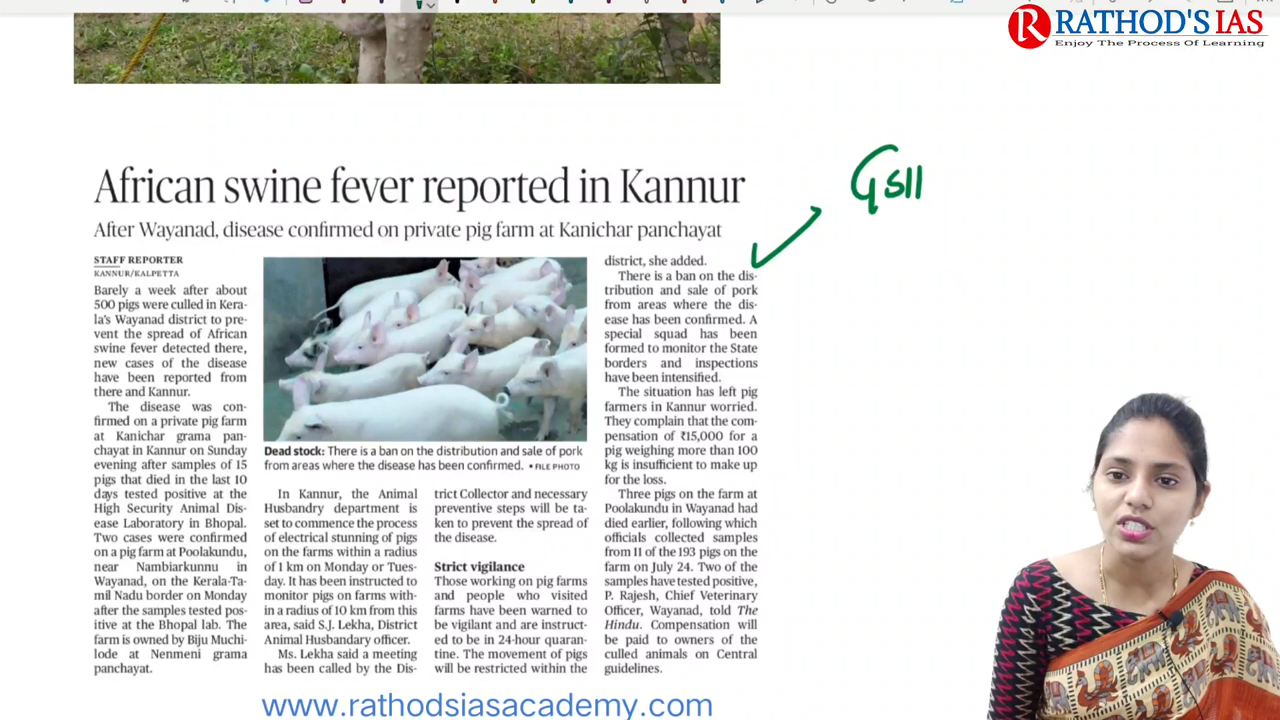 RATHOD'S IAS
Enjoy The Process Of Learning
GSII
African swine fever reported in Kannur
After Wayanad, disease confirmed on private pig farm at Kanichar panchayat
STAFF REPORTER
KANNUR/KALPETTA
Barely a week after about
500 pigs were culled in Kera-
la's Wayanad district to pre-
vent the spread of African
swine fever detected there,
new cases of the disease
have been reported from
there and Kannur.
The disease was con-
firmed on a private pig farm
at Kanichar grama pan-
chayat in Kannur on Sunday
evening after samples of 15
pigs that died in the last 10
days tested positive at the
High Security Animal Dis-
ease Laboratory in Bhopal.
Two cases were confirmed
on a pig farm at Poolakundu,
near Nambiarkunnu in
Wayanad, on the Kerala-Ta-
mil Nadu border on Monday
after the samples tested pos-
itive at the Bhopal lab. The
farm is owned by Biju Muchi-
lode at Nenmeni grama
panchayat.
Dead stock: There is a ban on the distribution and sale of pork
from areas where the disease has been confirmed. • FILE PHOTO
In Kannur, the Animal
Husbandry department is
set to commence the process
of electrical stunning of pigs
on the farms within a radius
of 1 km on Monday or Tues-
day. It has been instructed to
monitor pigs on farms with-
in a radius of 10 km from this
area, said S.J. Lekha, District
Animal Husbandary officer.
Ms. Lekha said a meeting
has been called by the Dis-
trict Collector and necessary
preventive steps will be ta-
ken to prevent the spread of
the disease.
Strict vigilance
Those working on pig farms
and people who visited
farms have been warned to
be vigilant and are instruct-
ed to be in 24-hour quaran-
tine. The movement of pigs
will be restricted within the
district, she added.
There is a ban on the dis-
tribution and sale of pork
from areas where the dis-
ease has been confirmed. A
special squad has been
formed to monitor the State
borders and inspections
have been intensified.
The situation has left pig
farmers in Kannur worried.
They complain that the com-
pensation of ₹15,000 for a
pig weighing more than 100
kg is insufficient to make up
for the loss.
Three pigs on the farm at
Poolakundu in Wayanad had
died earlier, following which
officials collected samples
from 11 of the 193 pigs on the
farm on July 24. Two of the
samples have tested positive,
P. Rajesh, Chief Veterinary
Officer, Wayanad, told The
Hindu. Compensation will
be paid to owners of the
culled animals on Central
guidelines.
www.rathodsiasacademy.com